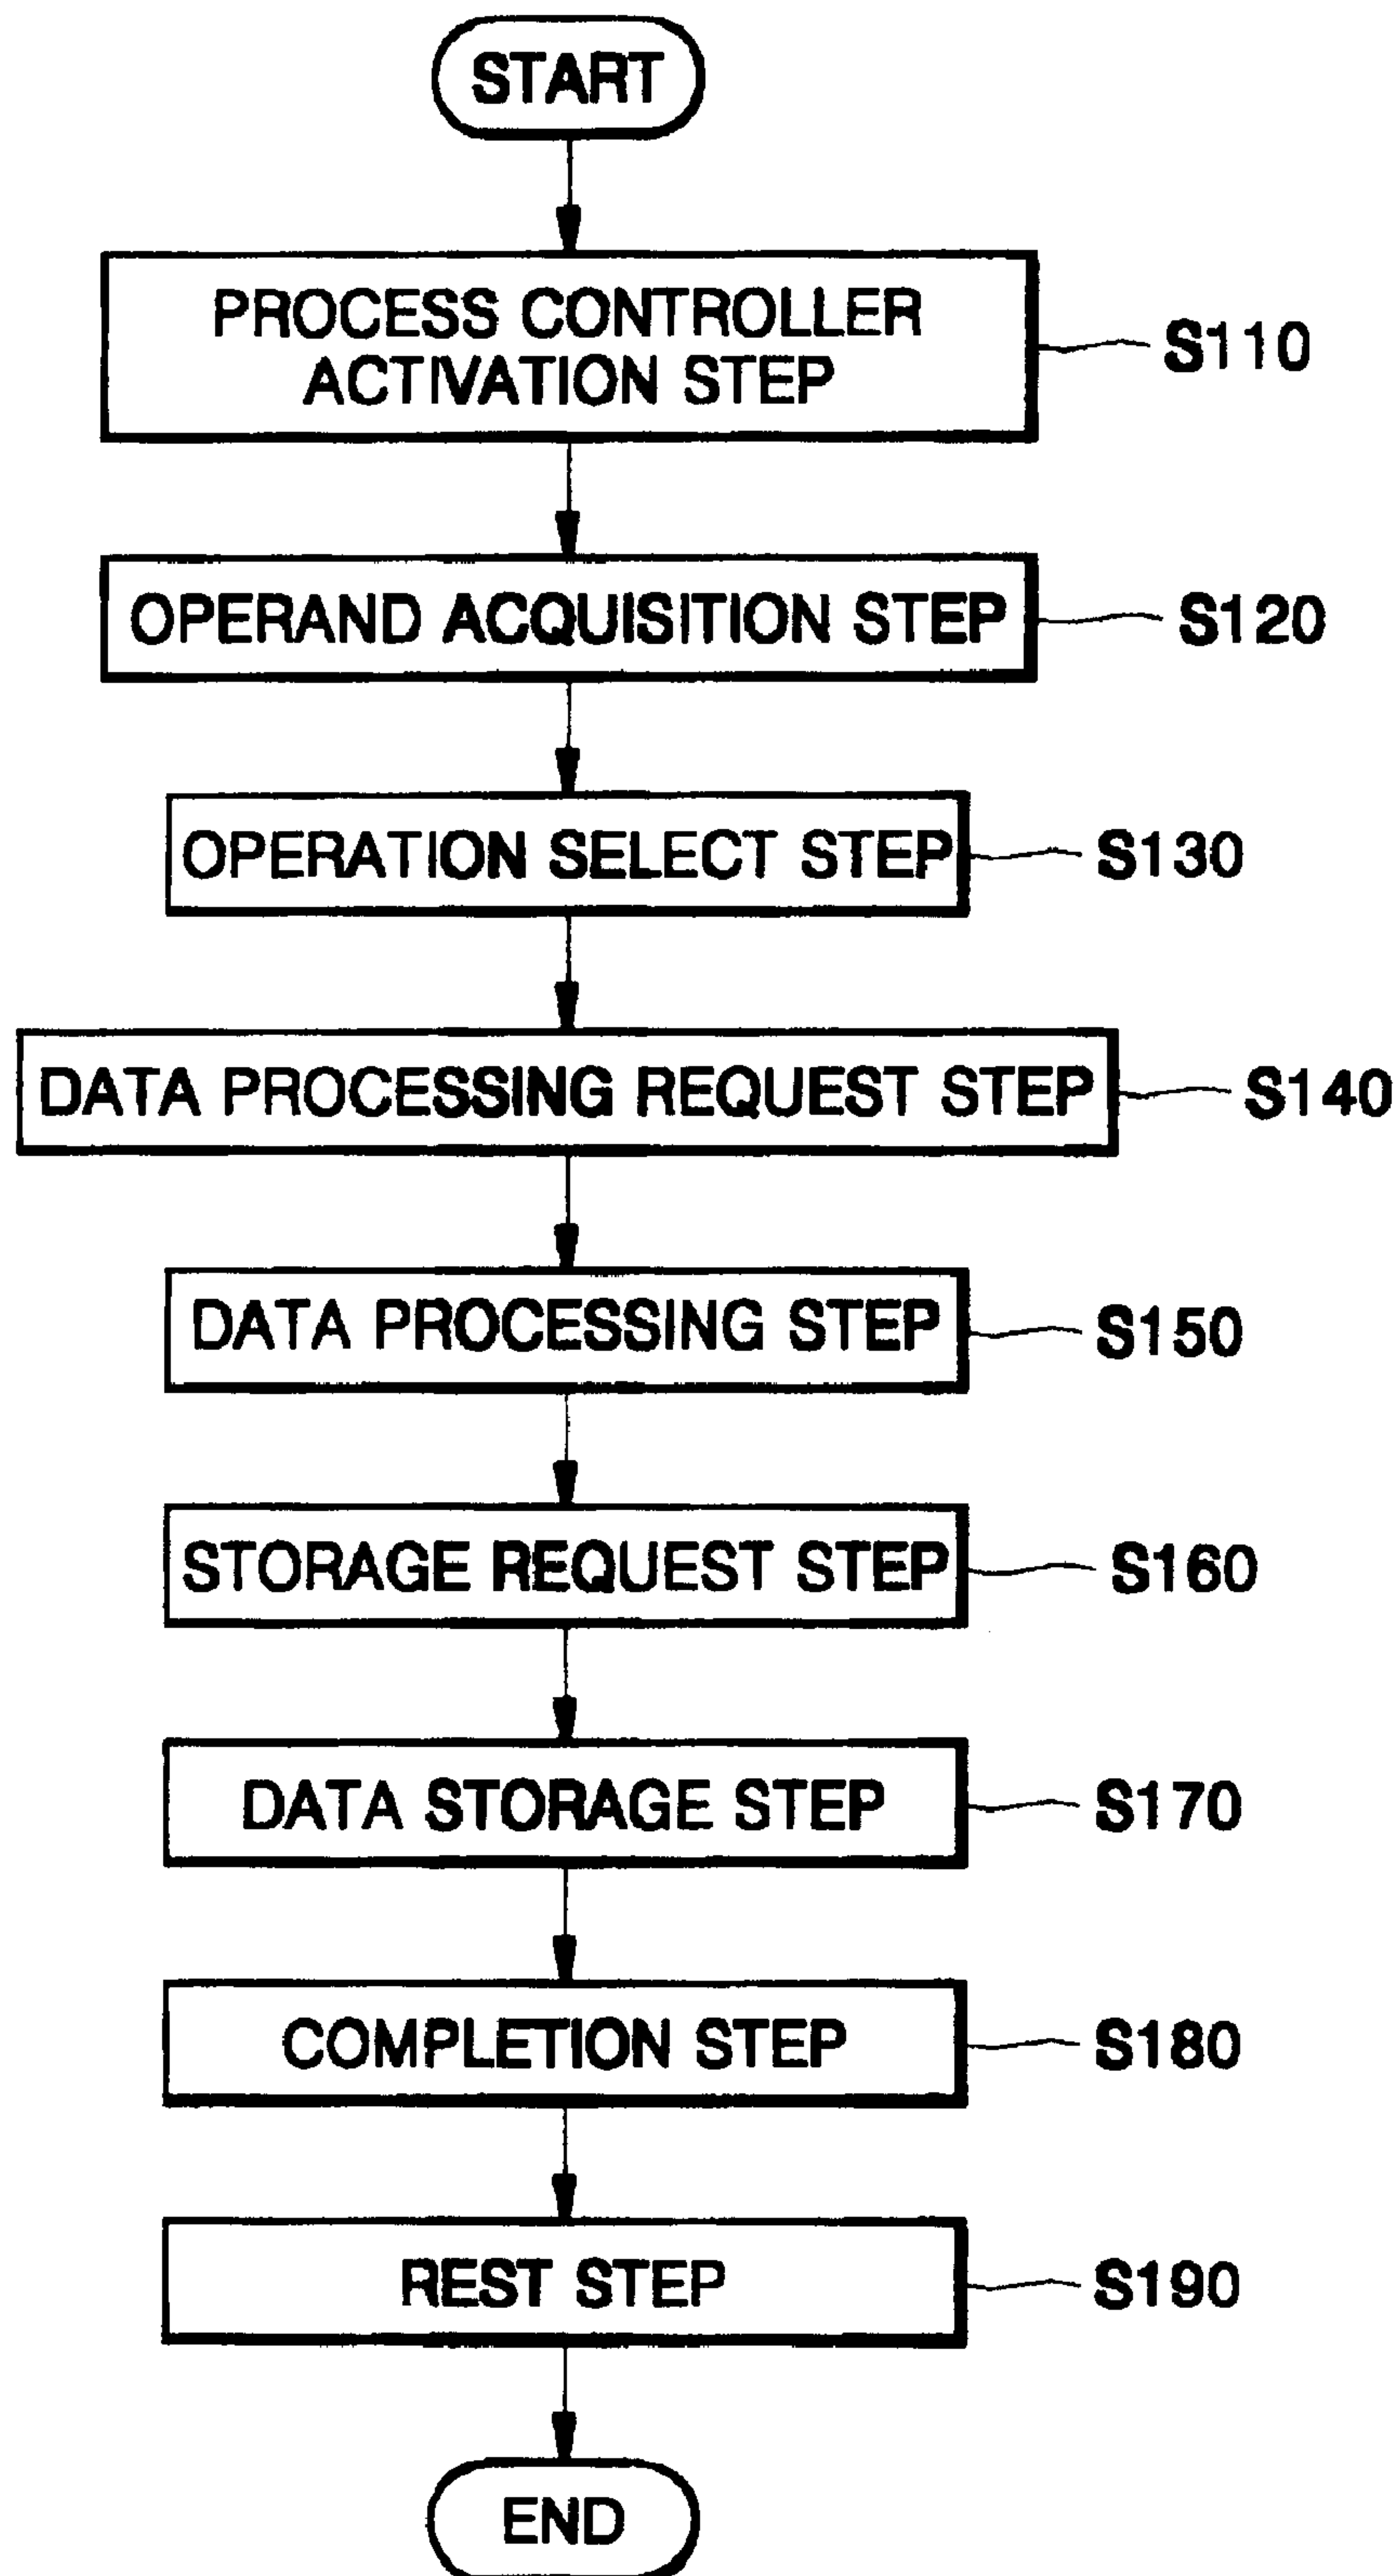 START
PROCESS CONTROLLER
ACTIVATION STEP
S110
OPERAND ACQUISITION STEP
S120
OPERATION SELECT STEP
S130
DATA PROCESSING REQUEST STEP
S140
DATA PROCESSING STEP
S150
STORAGE REQUEST STEP
S160
DATA STORAGE STEP
S170
COMPLETION STEP
S180
REST STEP
S190
END